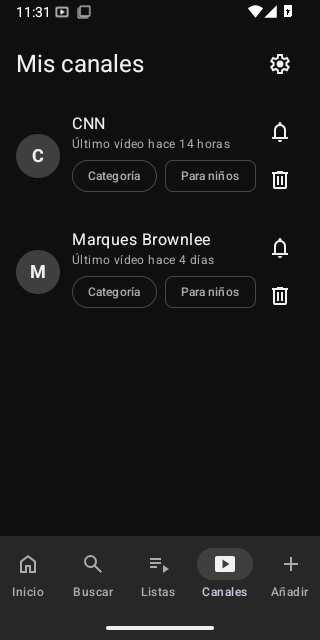 11:31
Mis canales
C
CNN
Último vídeo hace 14 horas
Categoría
Para niños
M
Marques Brownlee
Último vídeo hace 4 días
Categoría
Para niños
Inicio
Buscar
Listas
Canales
Añadir